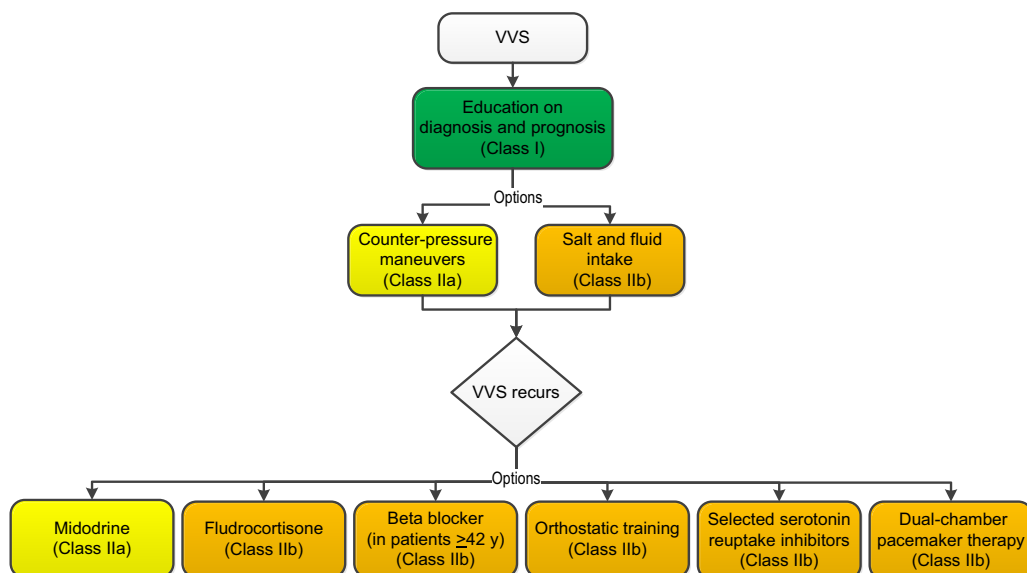 VVS
Education on
diagnosis and prognosis
(Class I)
Options
Counter-pressure
maneuvers
(Class IIa)
Salt and fluid
intake
(Class IIb)
VVS recurs
Options
Midodrine
(Class IIa)
Fludrocortisone
(Class IIb)
Beta blocker
(in patients ≥42 y)
(Class IIb)
Orthostatic training
(Class IIb)
Selected serotonin
reuptake inhibitors
(Class IIb)
Dual-chamber
pacemaker therapy
(Class IIb)